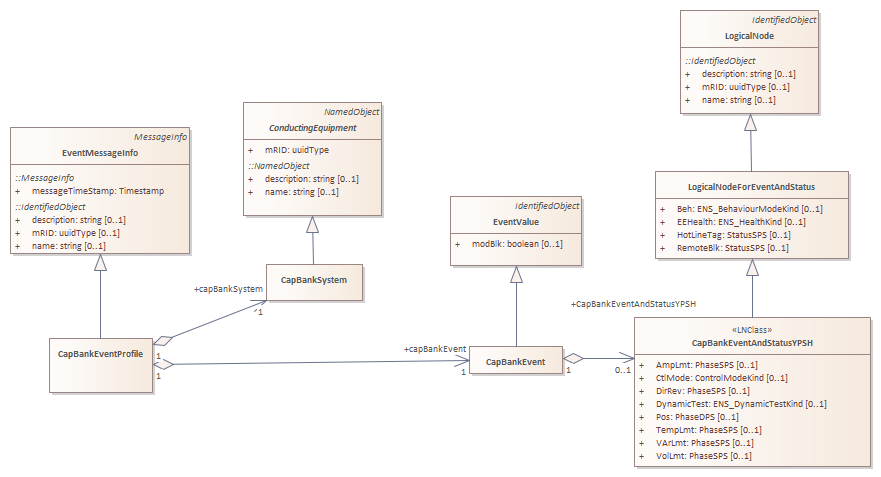 IdentifiedObject
LogicalNode
::IdentifiedObject
+ description: string [0..1]
+ mRID: uuidType [0..1]
+ name: string [0..1]
NamedObject
ConductingEquipment
+ mRID: uuidType
::NamedObject
+ description: string [0..1]
+ name: string [0..1]
MessageInfo
EventMessageInfo
::MessageInfo
+ messageTimeStamp: Timestamp
::IdentifiedObject
+ description: string [0..1]
+ mRID: uuidType [0..1]
+ name: string [0..1]
LogicalNodeForEventAndStatus
+ Beh: ENS_BehaviourModeKind [0..1]
+ EEHealth: ENS_HealthKind [0..1]
+ HotLineTag: StatusSPS [0..1]
+ RemoteBlk: StatusSPS [0..1]
IdentifiedObject
EventValue
+ modBlk: boolean [0..1]
CapBankSystem
+capBankSystem
1
+CapBankEventAndStatusYPSH
«LNClass»
CapBankEventAndStatusYPSH
+ AmpLmt: PhaseSPS [0..1]
+ CtlMode: ControlModeKind [0..1]
+ DirRev: PhaseSPS [0..1]
+ DynamicTest: ENS_DynamicTestKind [0..1]
+ Pos: PhaseDPS [0..1]
+ TempLmt: PhaseSPS [0..1]
+ VArLmt: PhaseSPS [0..1]
+ VolLmt: PhaseSPS [0..1]
CapBankEventProfile
1
1
+capBankEvent
1
CapBankEvent
1
0..1